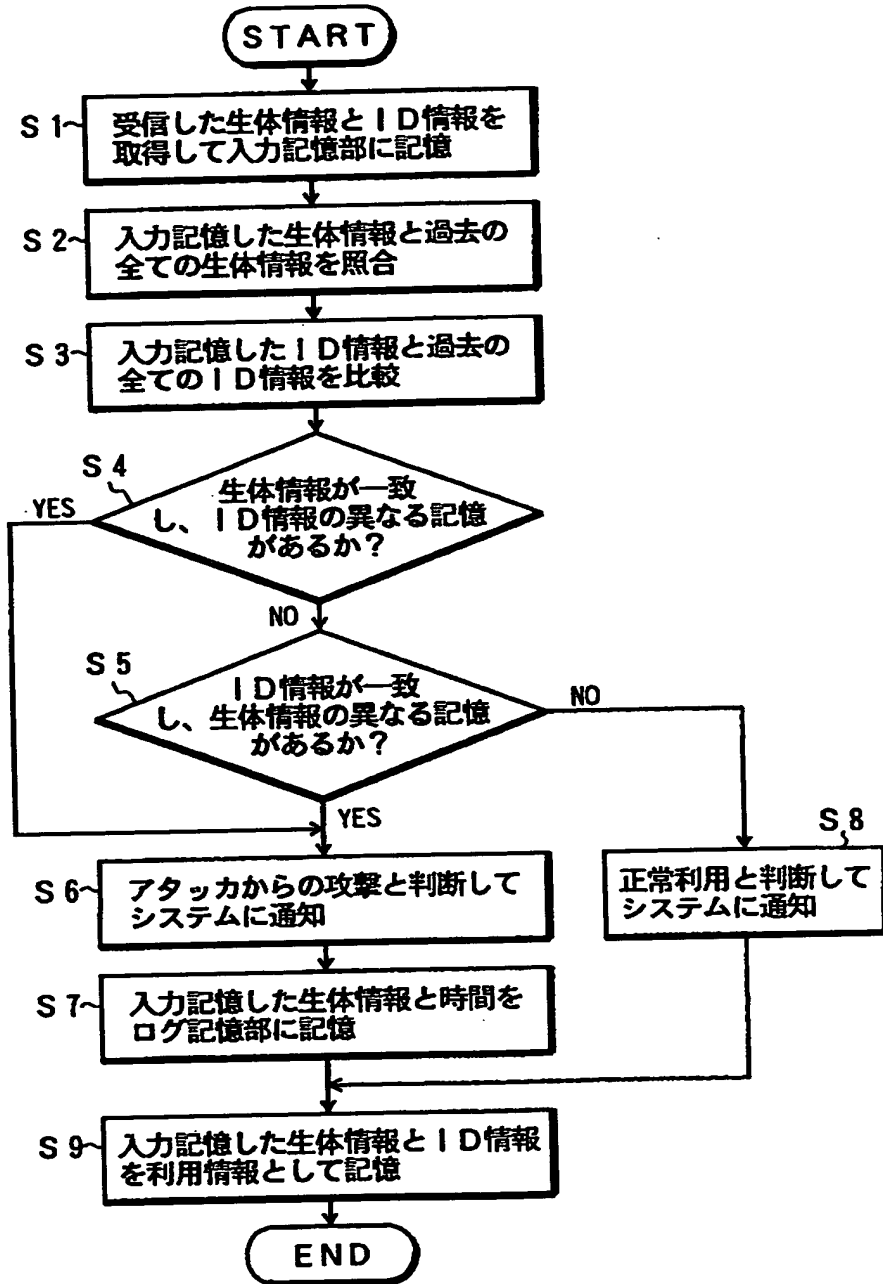 START
S1
受信した生体情報とID情報を
取得して入力記憶部に記憶
S2
入力記憶した生体情報と過去の
全ての生体情報を照合
S3
入力記憶したID情報と過去の
全てのID情報を比較
S4
生体情報が一致
し、ID情報の異なる記憶
があるか?
YES
NO
S5
ID情報が一致
し、生体情報の異なる記憶
があるか?
NO
YES
S6
アタッカからの攻撃と判断して
システムに通知
S8
正常利用と判断して
システムに通知
S7
入力記憶した生体情報と時間を
ログ記憶部に記憶
S9
入力記憶した生体情報とID情報
を利用情報として記憶
END